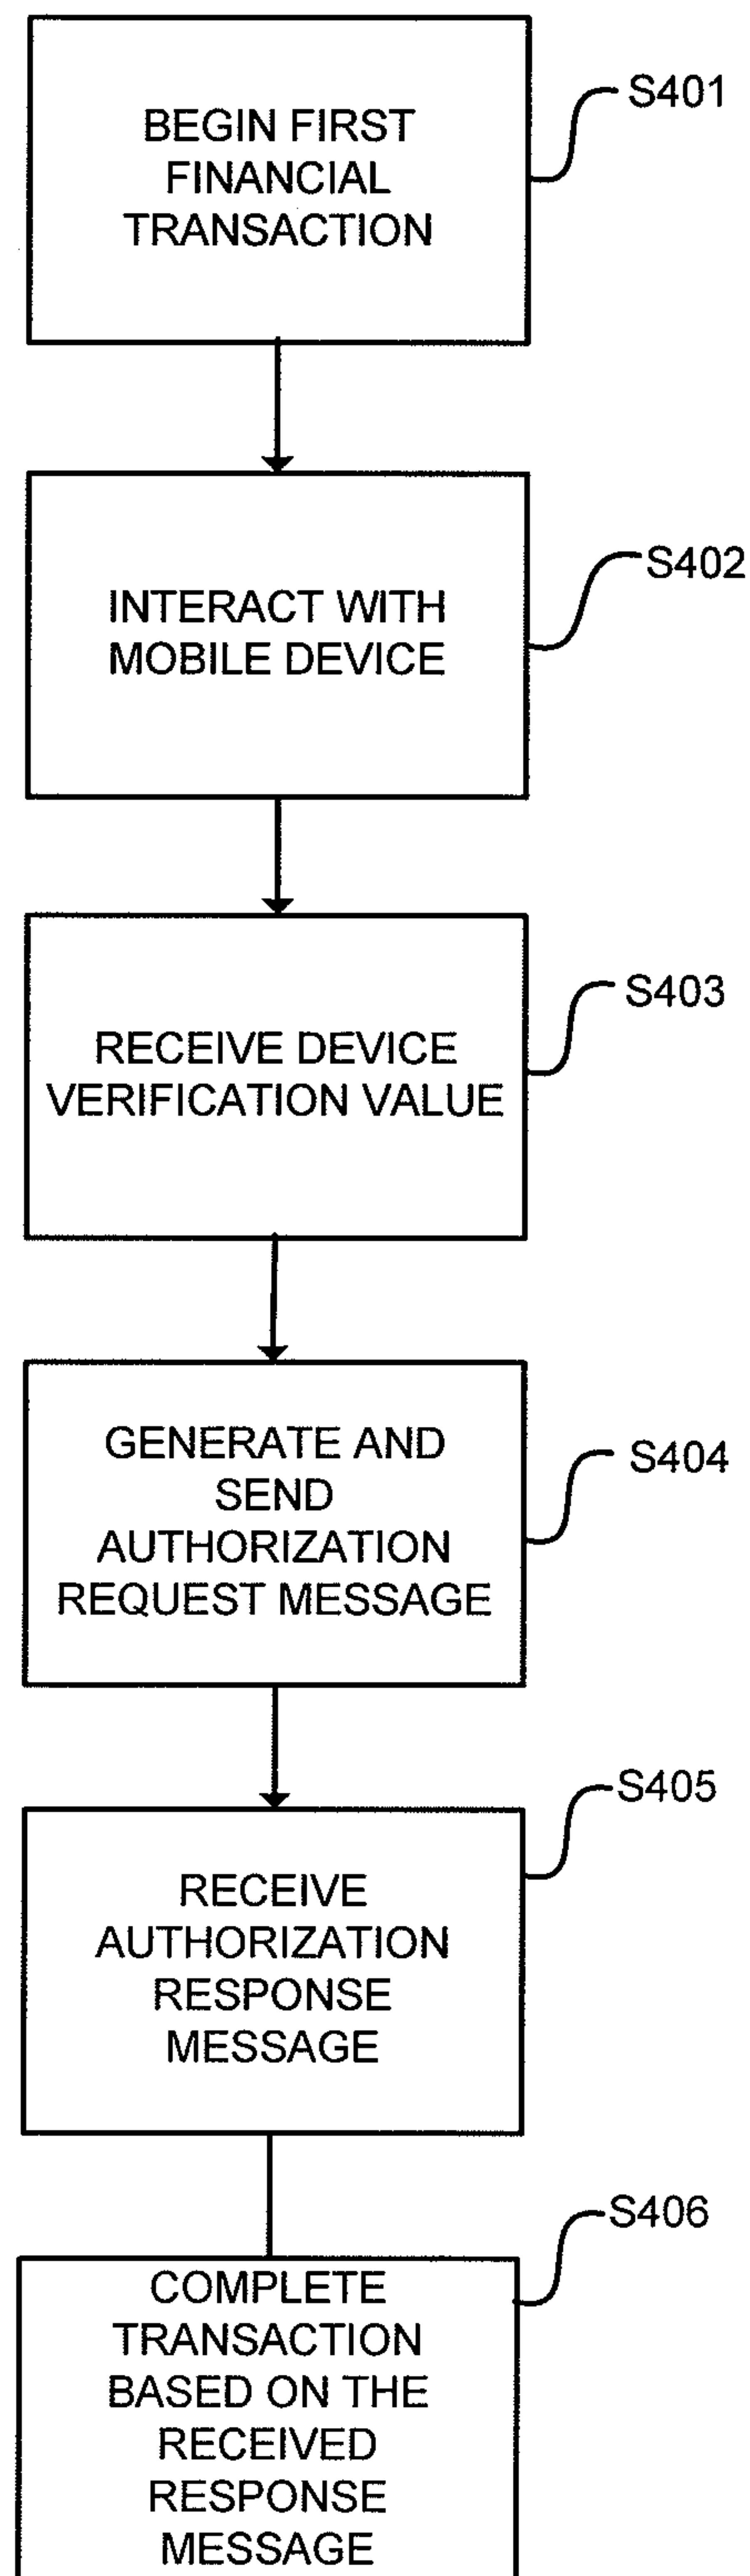 BEGIN FIRST
FINANCIAL
TRANSACTION
S401
INTERACT WITH
MOBILE DEVICE
S402
RECEIVE DEVICE
VERIFICATION VALUE
S403
GENERATE AND
SEND
AUTHORIZATION
REQUEST MESSAGE
S404
RECEIVE
AUTHORIZATION
RESPONSE
MESSAGE
S405
COMPLETE
TRANSACTION
BASED ON THE
RECEIVED
RESPONSE
MESSAGE
S406